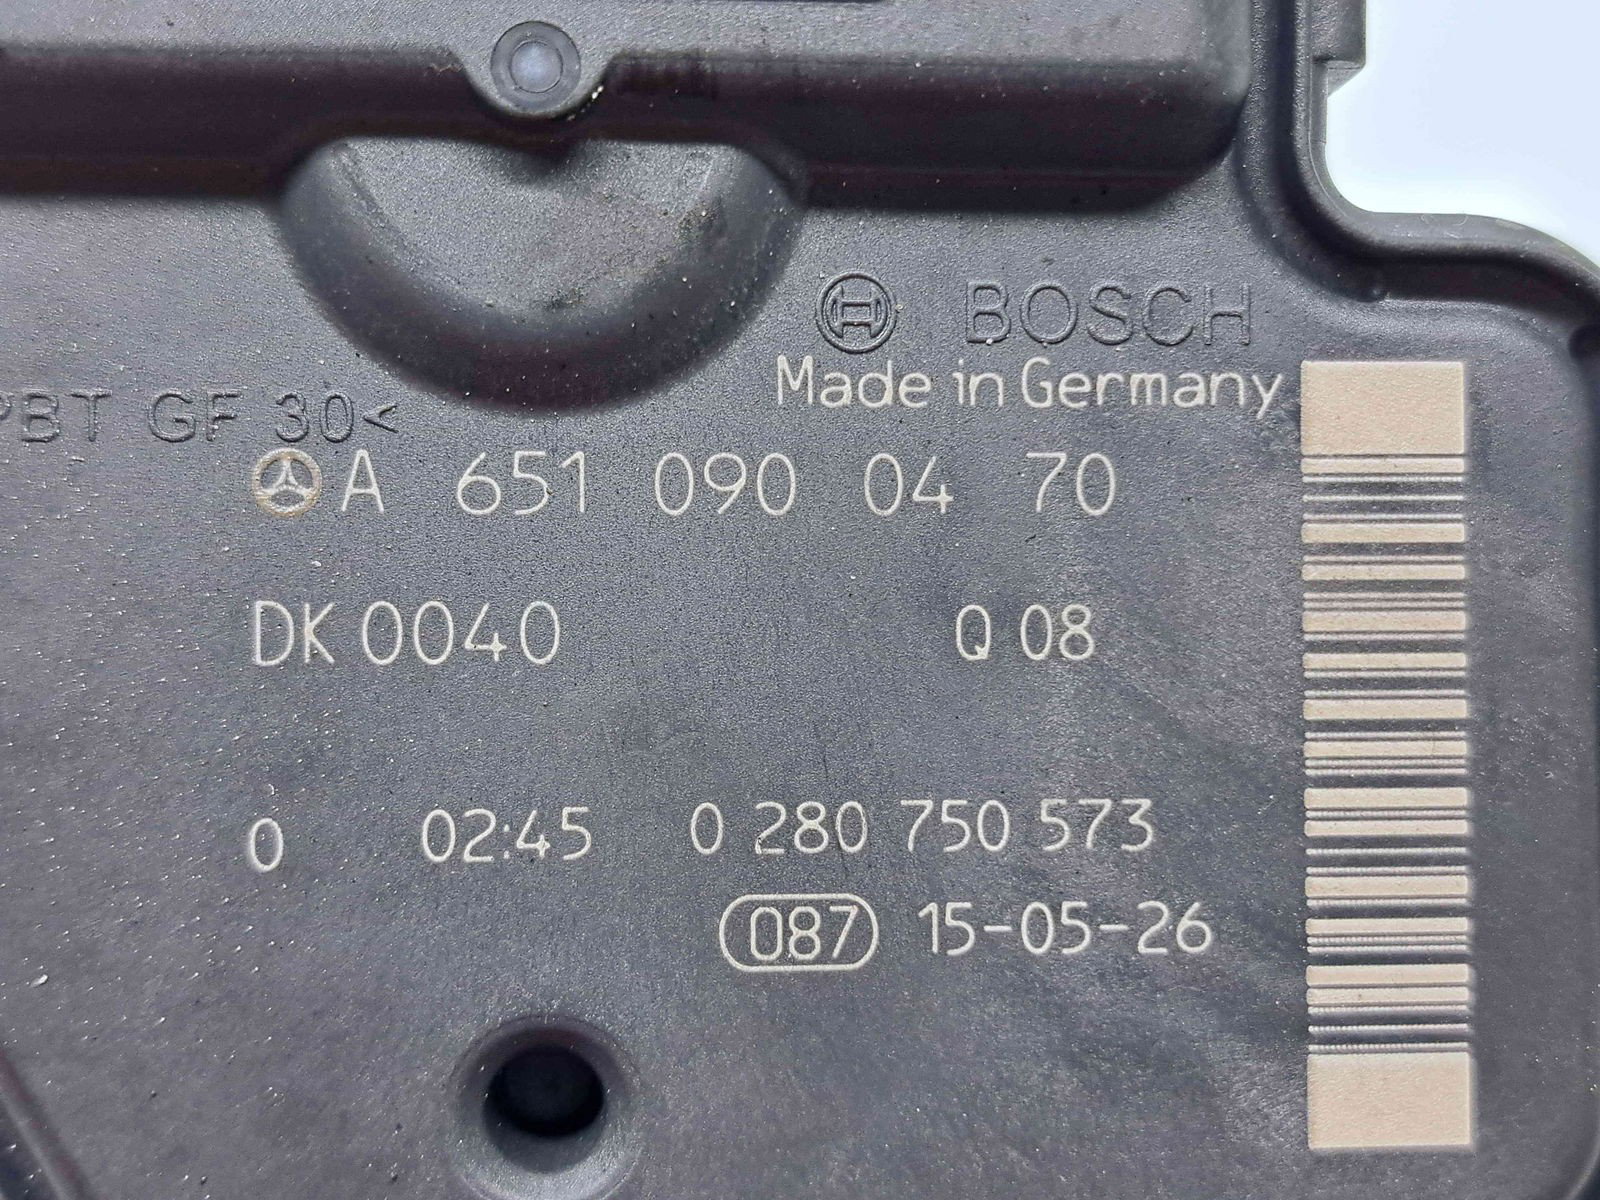 BOSCH
Made in Germany
PBT GF 30<
A 651 090 04 70
DK 0040 Q 08
0 02:45 0 280 750 573
087 15-05-26